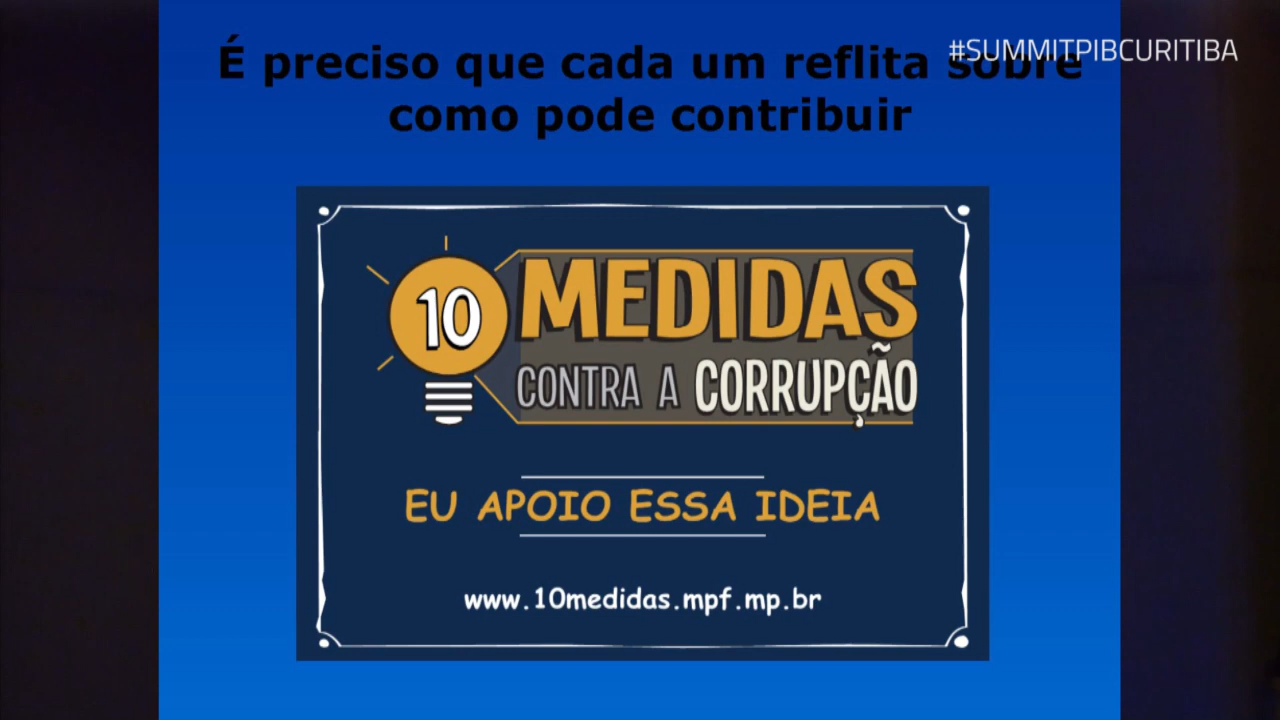 #SUMMITPIBCURITIBA
É preciso que cada um reflita sobre
como pode contribuir
10 MEDIDAS
CONTRA A CORRUPÇÃO
EU APOIO ESSA IDEIA
www.10medidas.mpf.mp.br